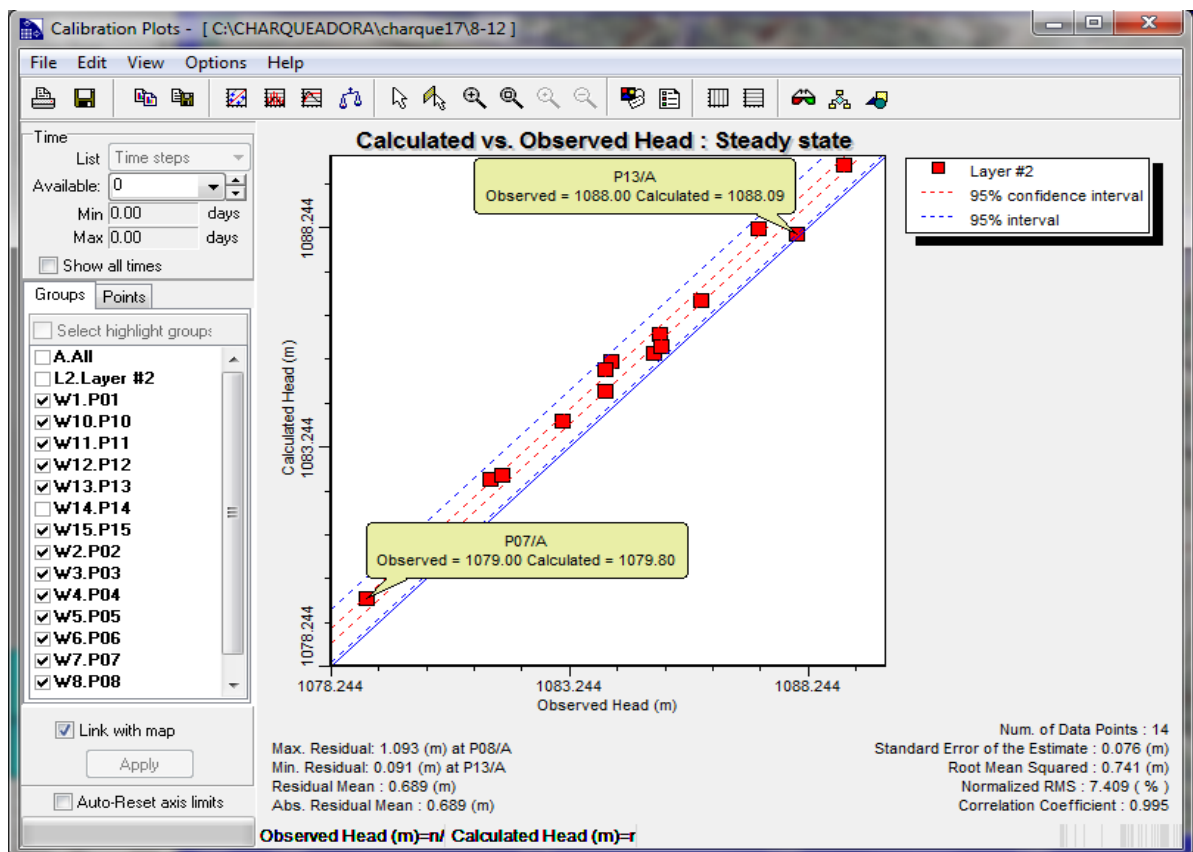 Calibration Plots - [ C:\CHARQUEADORA\charque17\8-12 ]
File Edit View Options Help
Time
List Time steps
Available: 0
Min 0.00 days
Max 0.00 days
Show all times
Groups Points
Select highlight groups
A.All
L2.Layer #2
W1.P01
W10.P10
W11.P11
W12.P12
W13.P13
W14.P14
W15.P15
W2.P02
W3.P03
W4.P04
W5.P05
W6.P06
W7.P07
W8.P08
Link with map
Apply
Auto-Reset axis limits
Calculated vs. Observed Head : Steady state
P13/A
Observed = 1088.00 Calculated = 1088.09
P07/A
Observed = 1079.00 Calculated = 1079.80
Calculated Head (m)
1088.244
1083.244
1078.244
1078.244 1083.244 1088.244
Observed Head (m)
Layer #2
95% confidence interval
95% interval
Max. Residual: 1.093 (m) at P08/A
Min. Residual: 0.091 (m) at P13/A
Residual Mean : 0.689 (m)
Abs. Residual Mean : 0.689 (m)
Num. of Data Points : 14
Standard Error of the Estimate : 0.076 (m)
Root Mean Squared : 0.741 (m)
Normalized RMS : 7.409 ( % )
Correlation Coefficient : 0.995
Observed Head (m)=n/ Calculated Head (m)=r